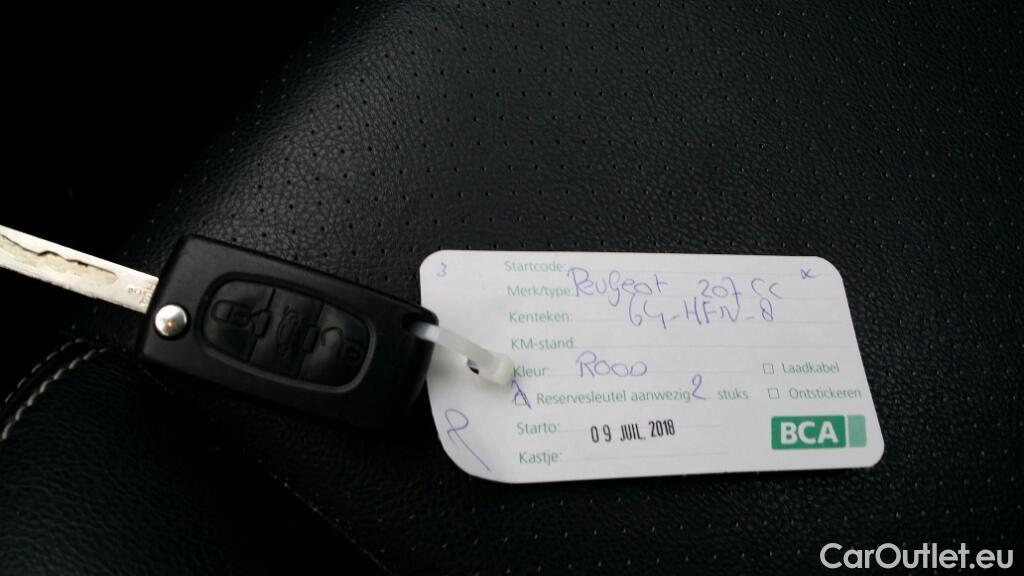 3
Startcode:
Merk/type: Peugeot 207 CC
Kenteken: 64-HFN-8
KM-stand:
Kleur: ROOD
Laadkabel
Reservesleutel aanwezig 2 stuks
Ontstickeren
Starto: 09 JUIL. 2018
BCA
Kastje:
CarOutlet.eu